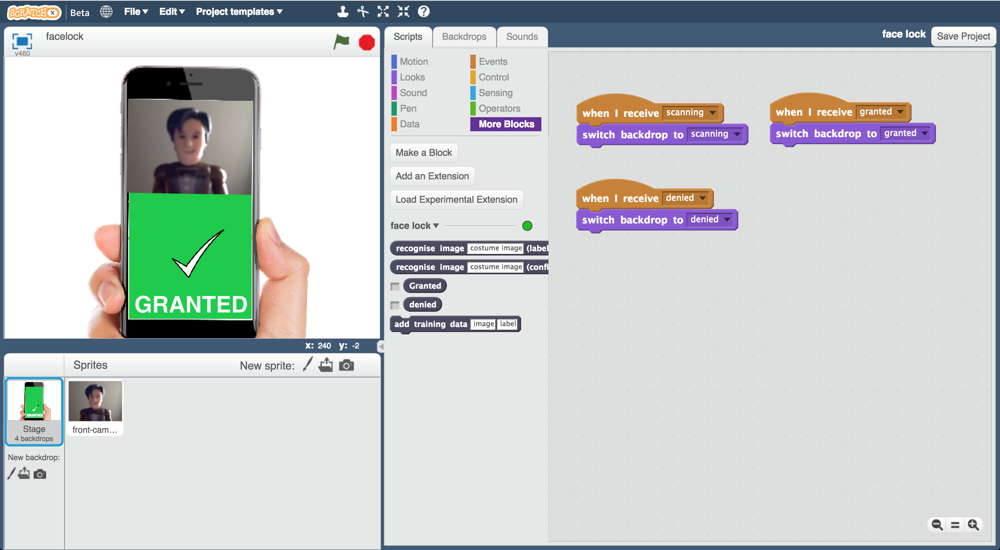 SCRATCHX Beta File Edit Project templates
facelock
v460
GRANTED
x: 240 y: -2
Sprites New sprite:
Stage
4 backdrops
front-cam...
New backdrop:
Scripts Backdrops Sounds
face lock Save Project
Motion Events
Looks Control
Sound Sensing
Pen Operators
Data More Blocks
Make a Block
Add an Extension
Load Experimental Extension
face lock
recognise image costume image (label
recognise image costume image (confi
Granted
denied
add training data image label
when I receive scanning
switch backdrop to scanning
when I receive granted
switch backdrop to granted
when I receive denied
switch backdrop to denied
GRANTED